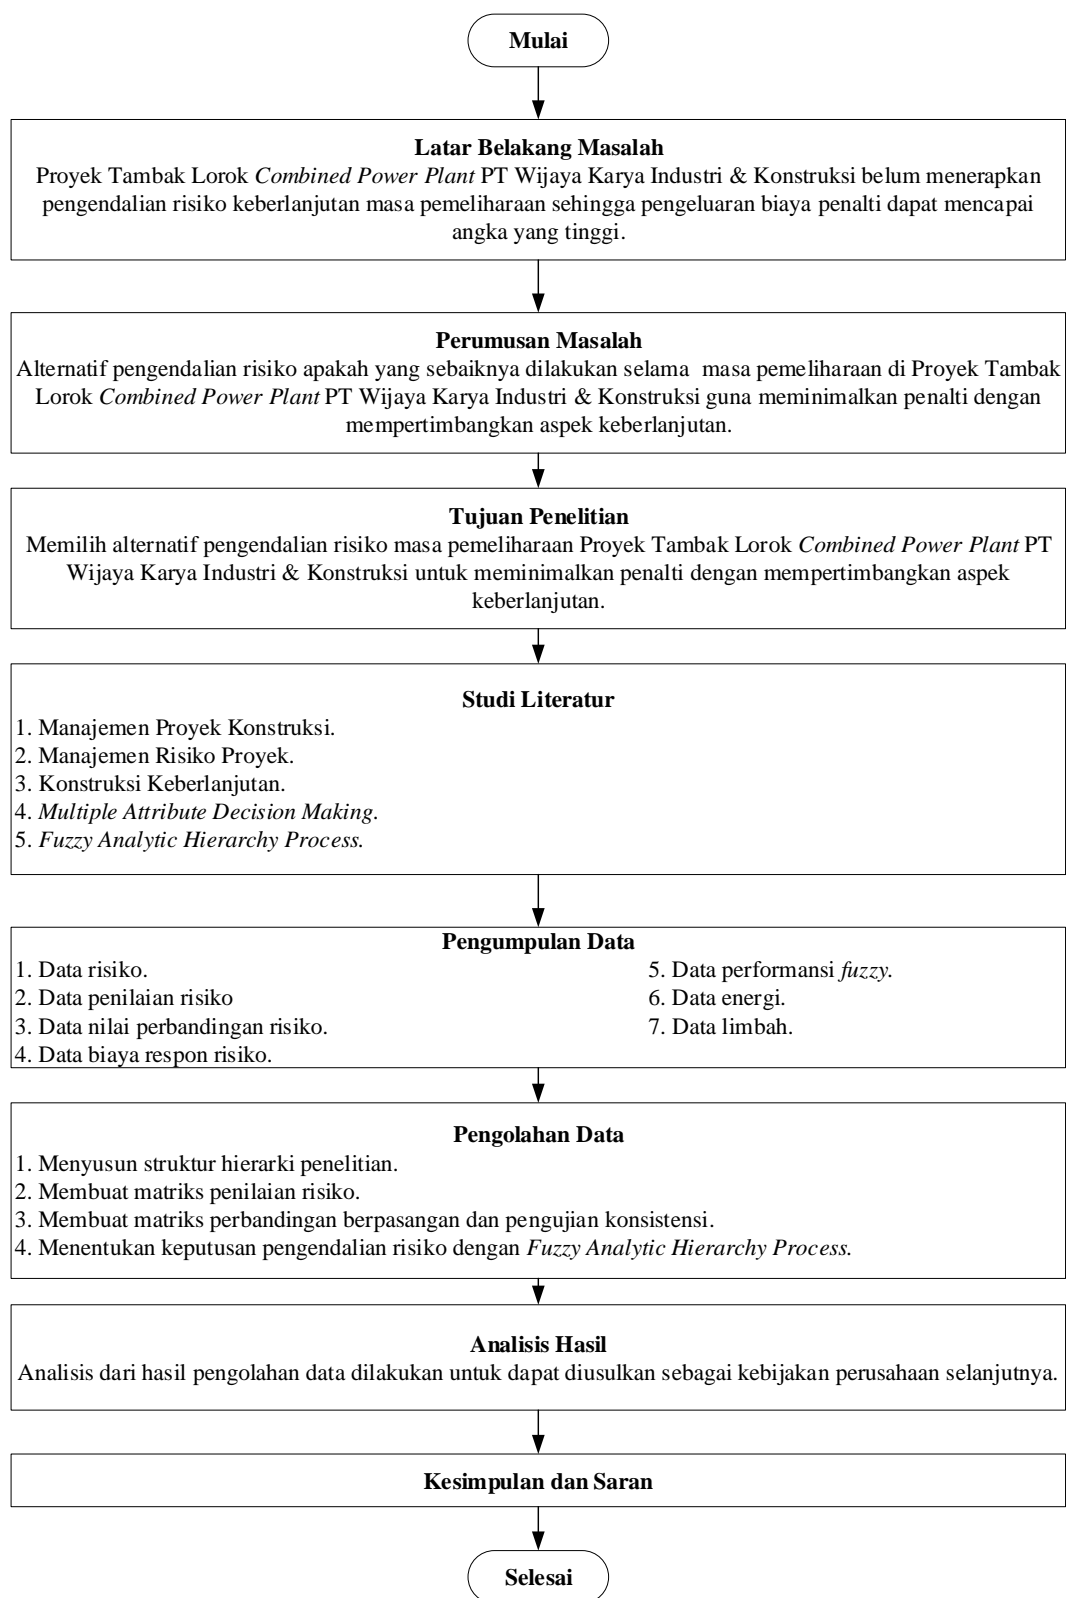 Mulai
Latar Belakang Masalah
Proyek Tambak Lorok Combined Power Plant PT Wijaya Karya Industri & Konstruksi belum menerapkan
pengendalian risiko keberlanjutan masa pemeliharaan sehingga pengeluaran biaya penalti dapat mencapai
angka yang tinggi.
Perumusan Masalah
Alternatif pengendalian risiko apakah yang sebaiknya dilakukan selama  masa pemeliharaan di Proyek Tambak
Lorok Combined Power Plant PT Wijaya Karya Industri & Konstruksi guna meminimalkan penalti dengan
mempertimbangkan aspek keberlanjutan.
Tujuan Penelitian
Memilih alternatif pengendalian risiko masa pemeliharaan Proyek Tambak Lorok Combined Power Plant PT
Wijaya Karya Industri & Konstruksi untuk meminimalkan penalti dengan mempertimbangkan aspek
keberlanjutan.
Studi Literatur
1. Manajemen Proyek Konstruksi.
2. Manajemen Risiko Proyek.
3. Konstruksi Keberlanjutan.
4. Multiple Attribute Decision Making.
5. Fuzzy Analytic Hierarchy Process.
Pengumpulan Data
1. Data risiko.
2. Data penilaian risiko
3. Data nilai perbandingan risiko.
4. Data biaya respon risiko.
5. Data performansi fuzzy.
6. Data energi.
7. Data limbah.
Pengolahan Data
1. Menyusun struktur hierarki penelitian.
2. Membuat matriks penilaian risiko.
3. Membuat matriks perbandingan berpasangan dan pengujian konsistensi.
4. Menentukan keputusan pengendalian risiko dengan Fuzzy Analytic Hierarchy Process.
Analisis Hasil
Analisis dari hasil pengolahan data dilakukan untuk dapat diusulkan sebagai kebijakan perusahaan selanjutnya.
Kesimpulan dan Saran
Selesai